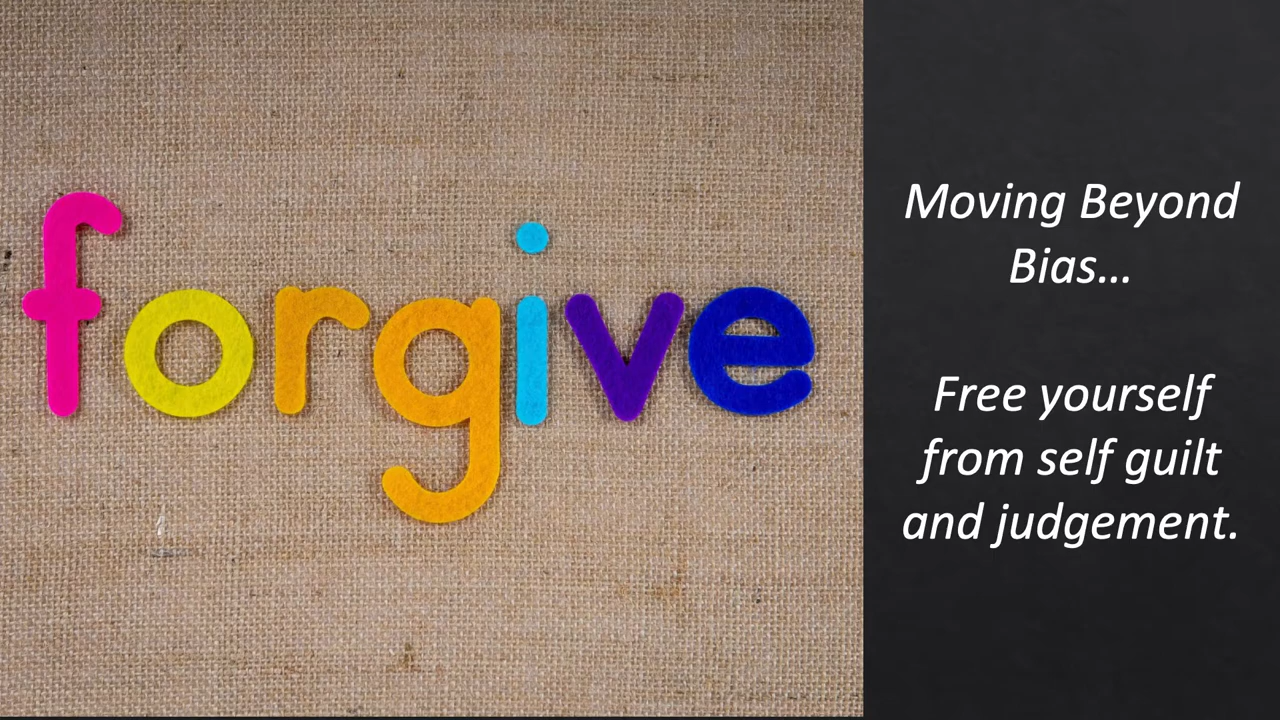 forgive
Moving Beyond
Bias...
Free yourself
from self guilt
and judgement.